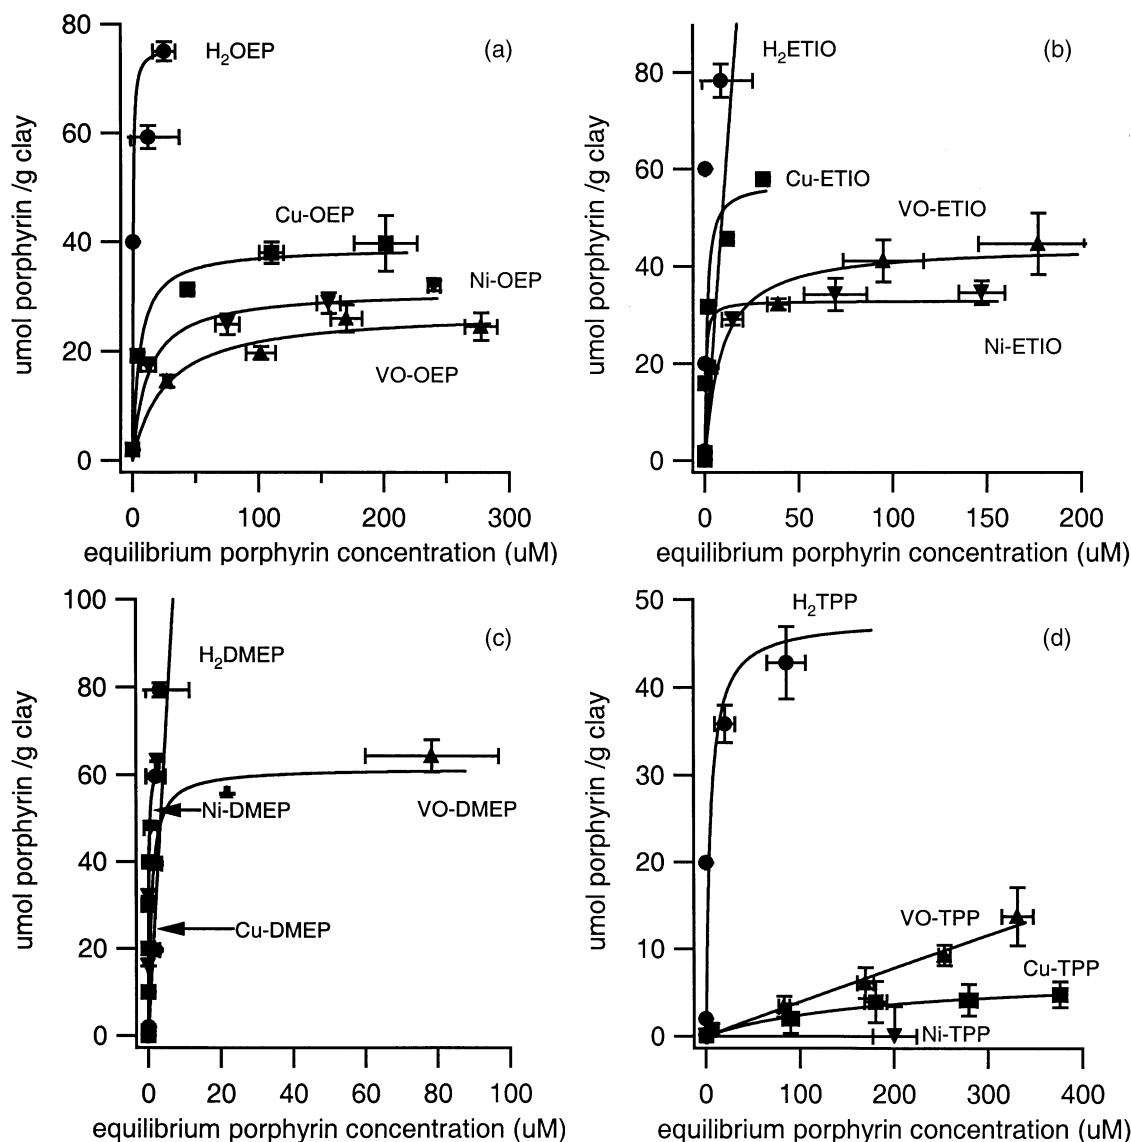 80
60
40
20
0
umol porphyrin /g clay
H2OEP
(a)
Cu-OEP
Ni-OEP
VO-OEP
0
100
200
300
equilibrium porphyrin concentration (uM)
80
60
40
20
0
umol porphyrin /g clay
H2ETIO
(b)
Cu-ETIO
VO-ETIO
Ni-ETIO
0
50
100
150
200
equilibrium porphyrin concentration (uM)
100
80
60
40
20
0
umol porphyrin /g clay
(c)
H2DMEP
Ni-DMEP
VO-DMEP
Cu-DMEP
0
20
40
60
80
100
equilibrium porphyrin concentration (uM)
50
40
30
20
10
0
umol porphyrin /g clay
H2TPP
(d)
VO-TPP
Cu-TPP
Ni-TPP
0
100
200
300
400
equilibrium porphyrin concentration (uM)